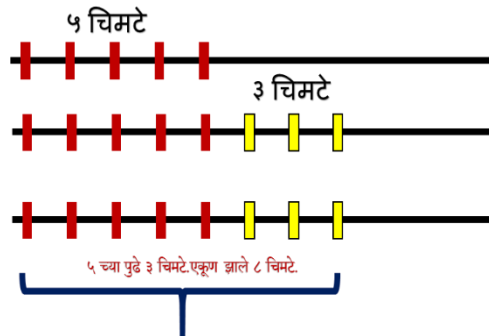 ५ चिमटे
३ चिमटे
५ च्या पुढे ३ चिमटे.एकूण झाले ८ चिमटे.